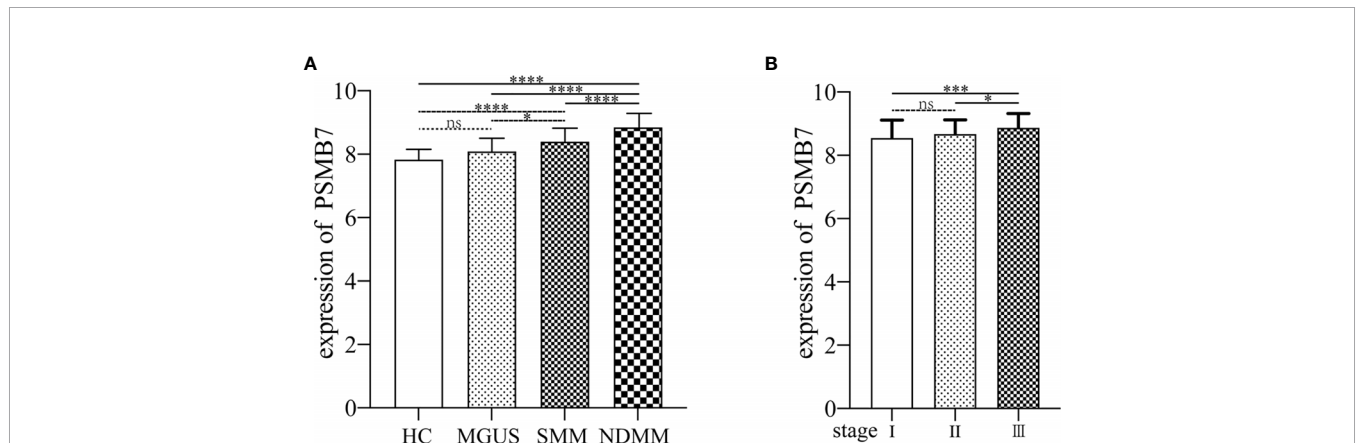 A
expression of PSMB7
10
8
6
4
2
0
****
****
****
****
ns
*
HC MGUS SMM NDMM
B
expression of PSMB7
10
8
6
4
2
0
***
ns
*
stage I II III